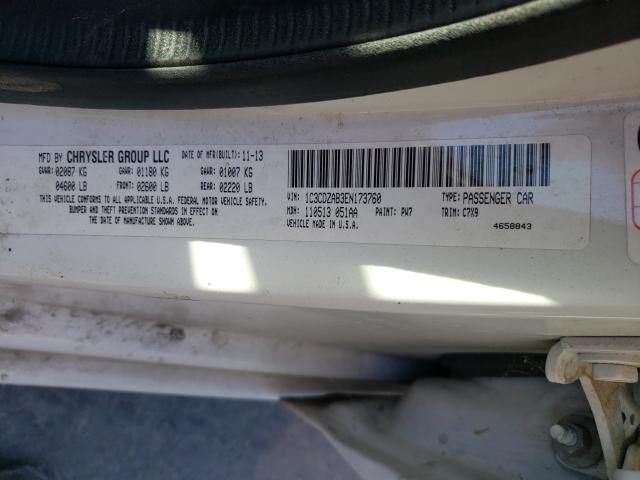 MFD BY CHRYSLER GROUP LLC DATE OF MFR(BUILT): 11-13
GVWR: 02087 KG GAWR: 01180 KG GAWR: 01007 KG
04600 LB FRONT: 02600 LB REAR: 02220 LB
THIS VEHICLE CONFORMS TO ALL APPLICABLE U.S.A. FEDERAL MOTOR VEHICLE SAFETY,
BUMPER AND THEFT PREVENTION STANDARDS IN EFFECT ON
THE DATE OF MANUFACTURE SHOWN ABOVE.
VIN: 1C3CDZAB3EN173760 TYPE: PASSENGER CAR
MDH: 110513 051AA PAINT: PW7 TRIM: C7X9
VEHICLE MADE IN U.S.A. 4658843